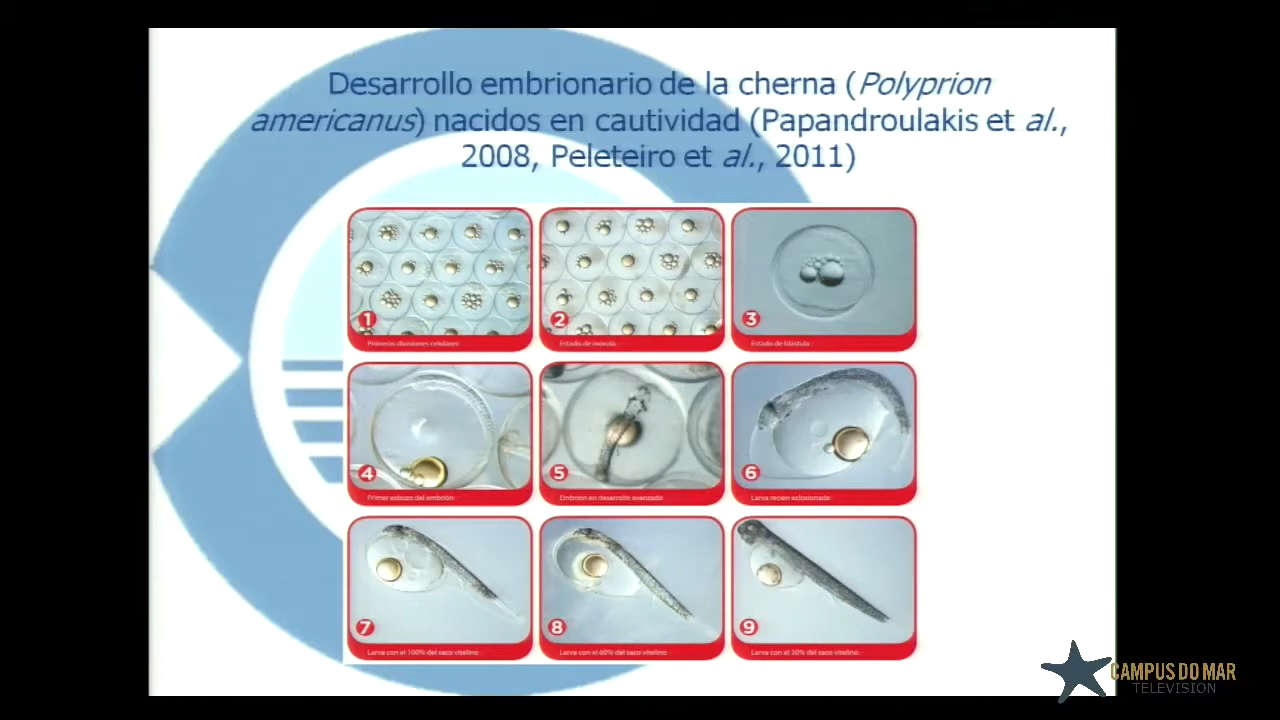 Desarrollo embrionario de la cherna (Polyprion
americanus) nacidos en cautividad (Papandroulakis et al.,
2008, Peleteiro et al., 2011)
1
Primeras divisiones celulares
2
Estado de mórula
3
Estado de blástula
4
Primer esbozo del embrión
5
Embrión en desarrollo avanzado
6
Larva recién eclosionada
7
Larva con el 100% del saco vitelino
8
Larva con el 60% del saco vitelino
9
Larva con el 30% del saco vitelino
CAMPUS DO MAR
TELEVISION